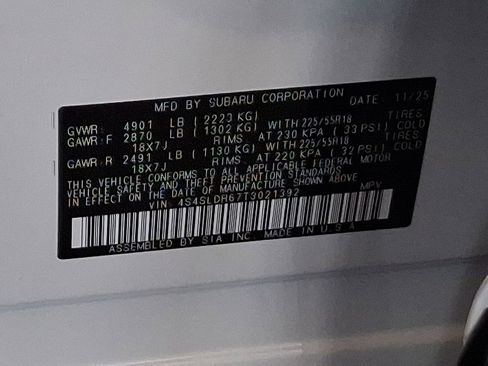 MFD BY SUBARU CORPORATION DATE: 11/25
GVWR: 4901 LB (2223 KG) TIRES
GAWR:F 2870 LB (1302 KG) WITH 225/55R18
18X7J RIMS AT 230 KPA (33 PSI) COLD
GAWR:R 2491 LB (1130 KG) WITH 225/55R18 TIRES
18X7J RIMS AT 220 KPA (32 PSI) COLD
THIS VEHICLE CONFORMS TO ALL APPLICABLE FEDERAL MOTOR
VEHICLE SAFETY AND THEFT PREVENTION STANDARDS
IN EFFECT ON THE DATE OF MANUFACTURE SHOWN ABOVE
VIN: 4S4SLDR67T3021392 MPV
ASSEMBLED BY SIA INC. MADE IN U S A